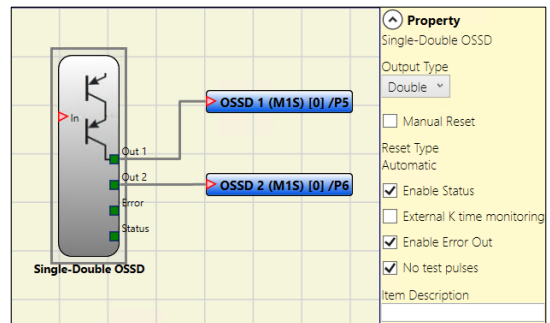 In
Out 1
Out 2
Error
Status
Single-Double OSSD
OSSD 1 (M1S) [0] /P5
OSSD 2 (M1S) [0] /P6
Property
Single-Double OSSD
Output Type
Double
Manual Reset
Reset Type
Automatic
Enable Status
External K time monitoring
Enable Error Out
No test pulses
Item Description